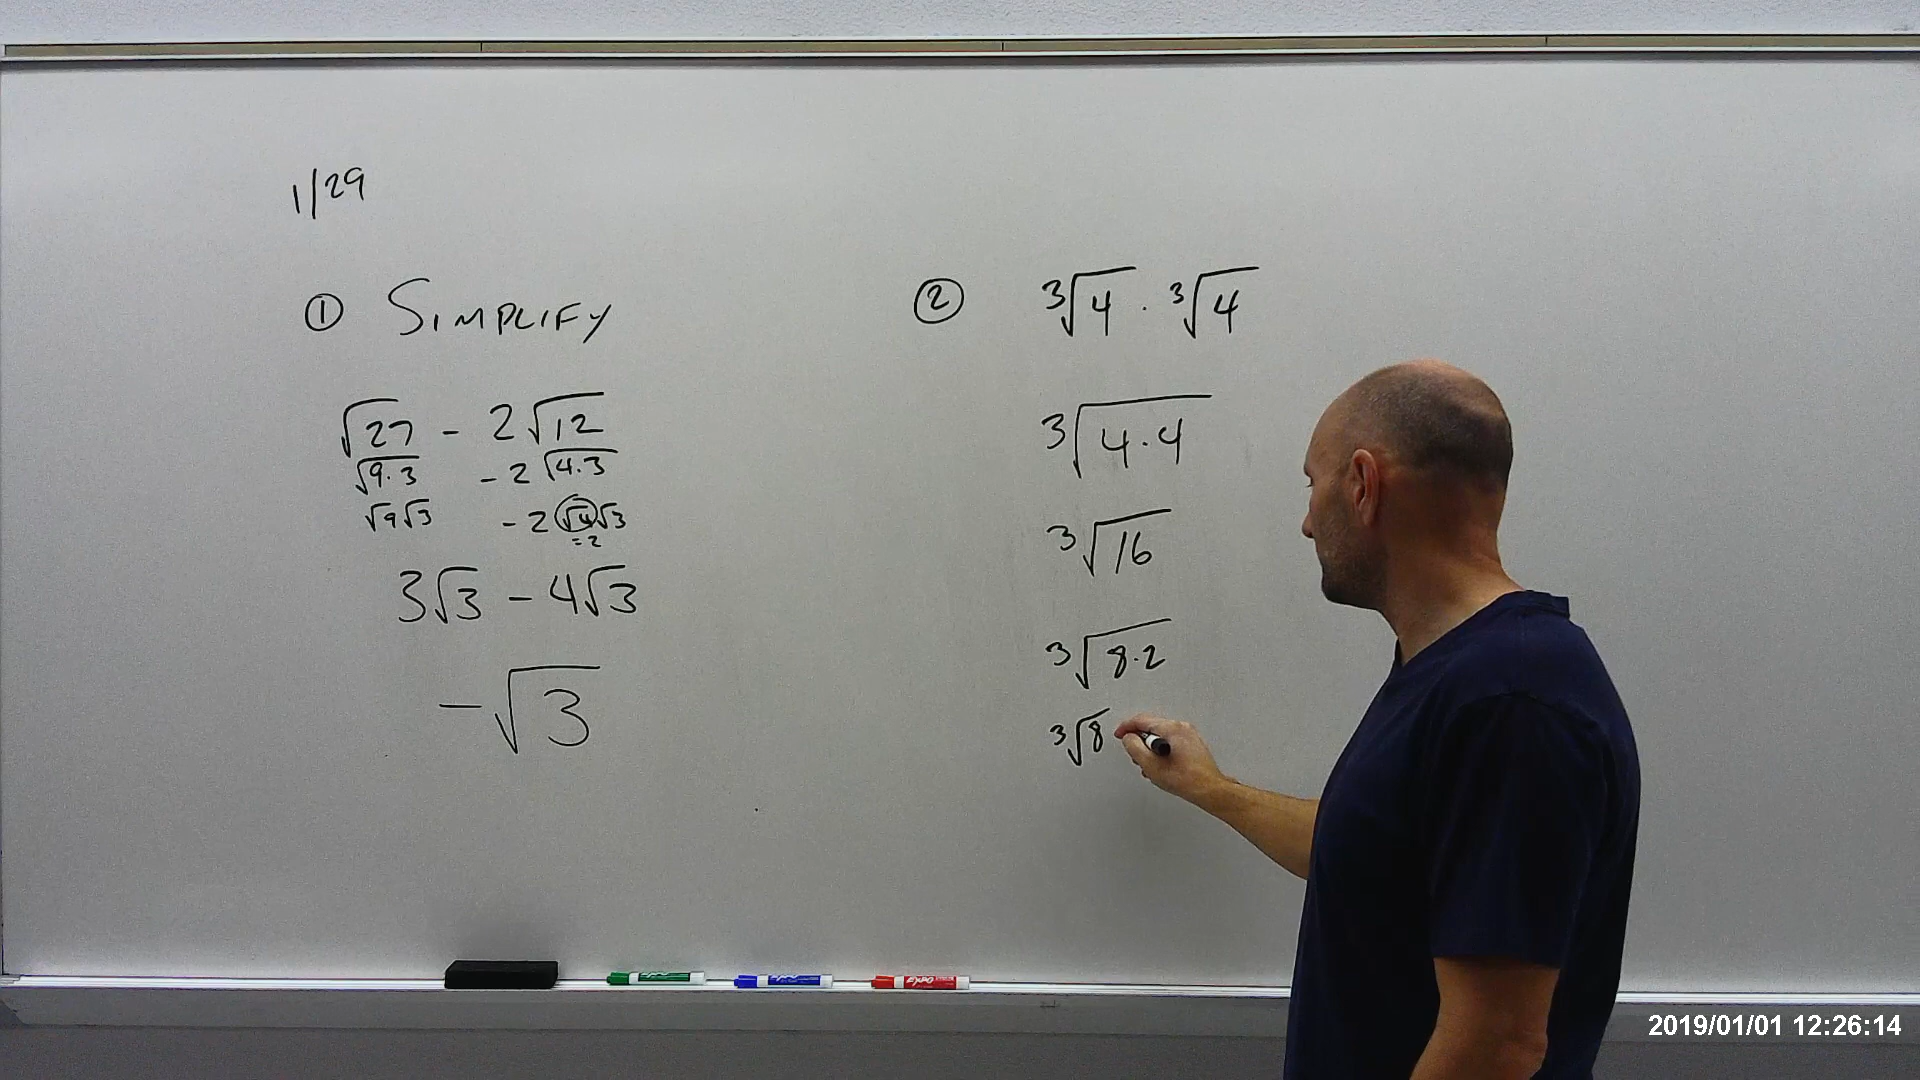 1/29
① SIMPLIFY
√27 - 2√12
√9·3 - 2√4·3
√9√3 - 2√4√3
=2
3√3 - 4√3
-√3
② ³√4 · ³√4
³√4·4
³√16
³√8·2
³√8
EXPO
2019/01/01 12:26:14